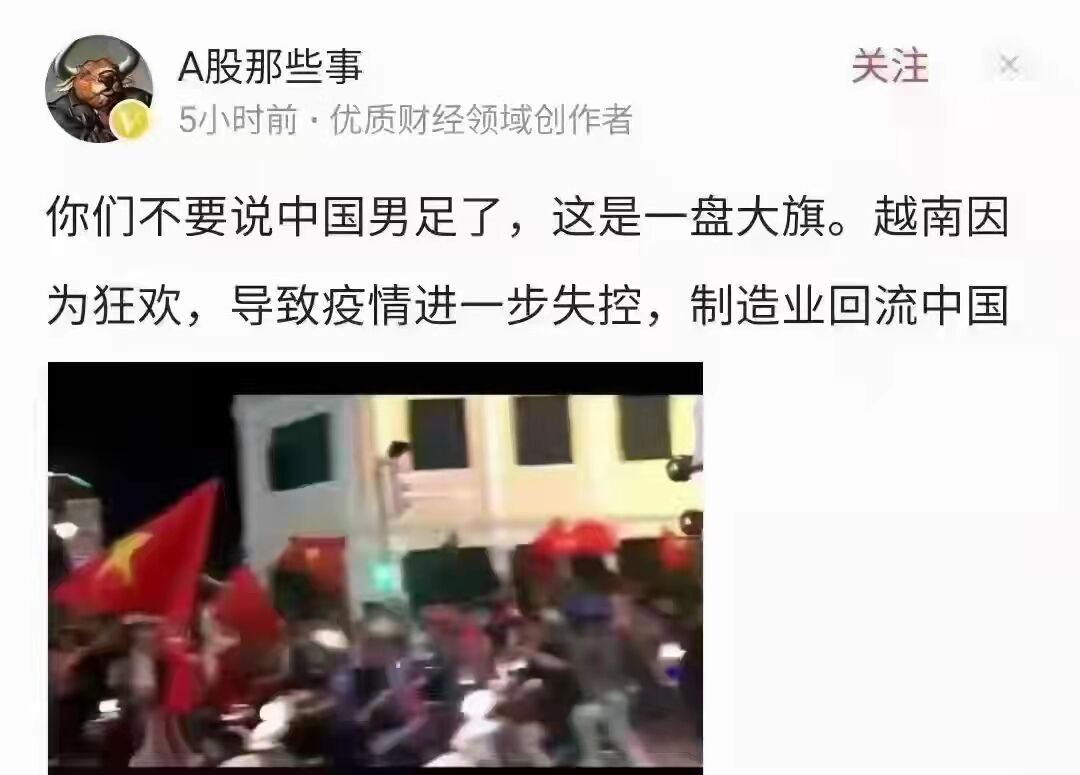 A股那些事
关注
5小时前·优质财经领域创作者
你们不要说中国男足了，这是一盘大旗。越南因
为狂欢，导致疫情进一步失控，制造业回流中国